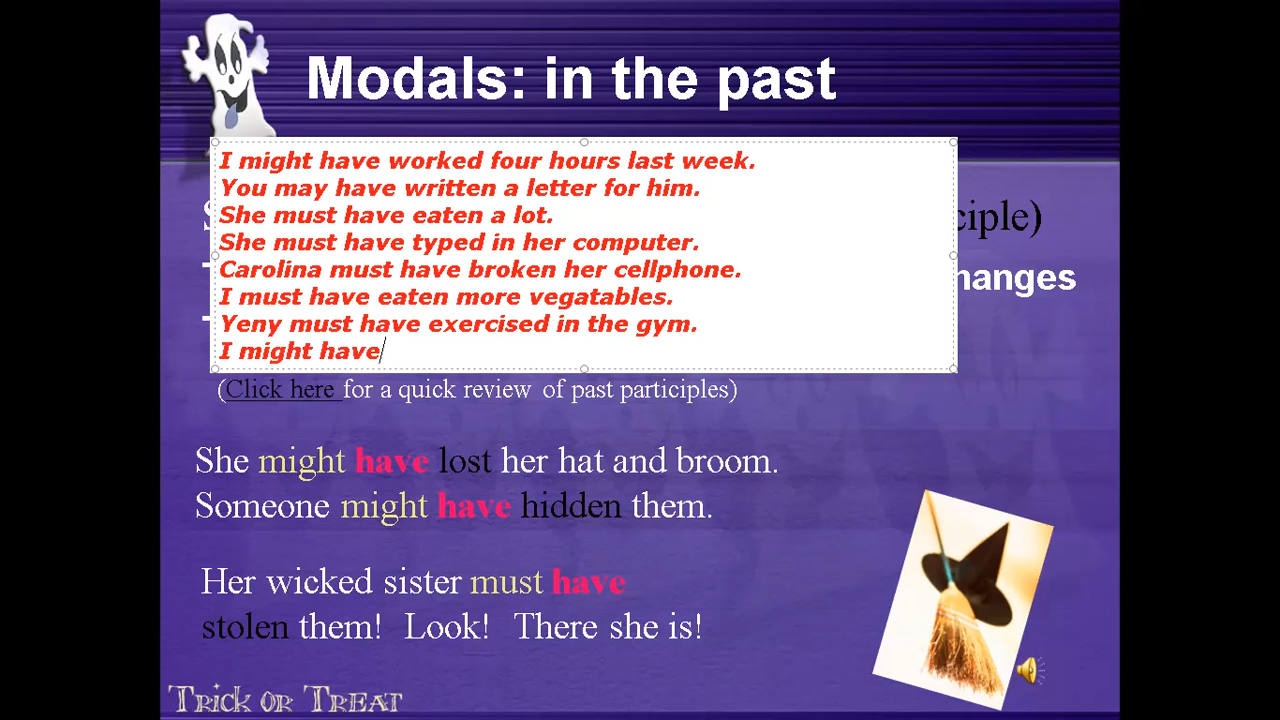 Modals: in the past
I might have worked four hours last week.
You may have written a letter for him.
She must have eaten a lot.
ciple)
She must have typed in her computer.
Carolina must have broken her cellphone.
hanges
I must have eaten more vegatables.
Yeny must have exercised in the gym.
I might have
(Click here for a quick review of past participles)
She might have lost her hat and broom.
Someone might have hidden them.
Her wicked sister must have
stolen them! Look! There she is!
Trick or Treat